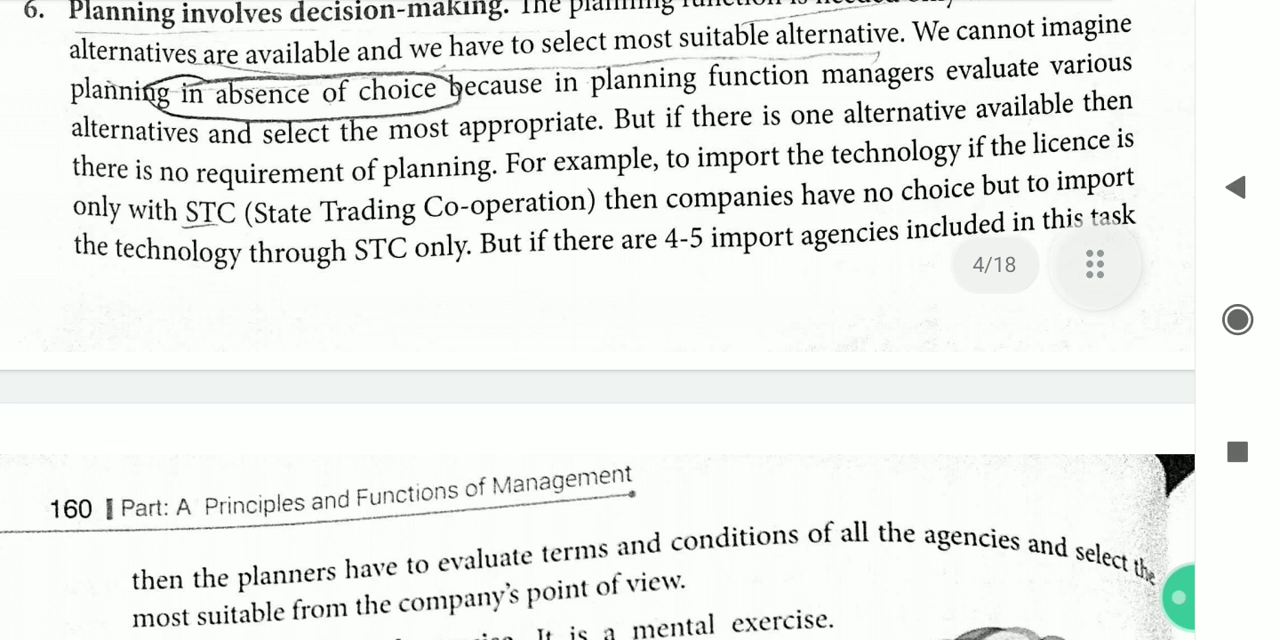 6. Planning involves decision-making. The planning function is needed only
alternatives are available and we have to select most suitable alternative. We cannot imagine
planning in absence of choice because in planning function managers evaluate various
alternatives and select the most appropriate. But if there is one alternative available then
there is no requirement of planning. For example, to import the technology if the licence is
only with STC (State Trading Co-operation) then companies have no choice but to import
the technology through STC only. But if there are 4-5 import agencies included in this task
4/18
160 Part: A Principles and Functions of Management
then the planners have to evaluate terms and conditions of all the agencies and select the
most suitable from the company's point of view.
It is a mental exercise.